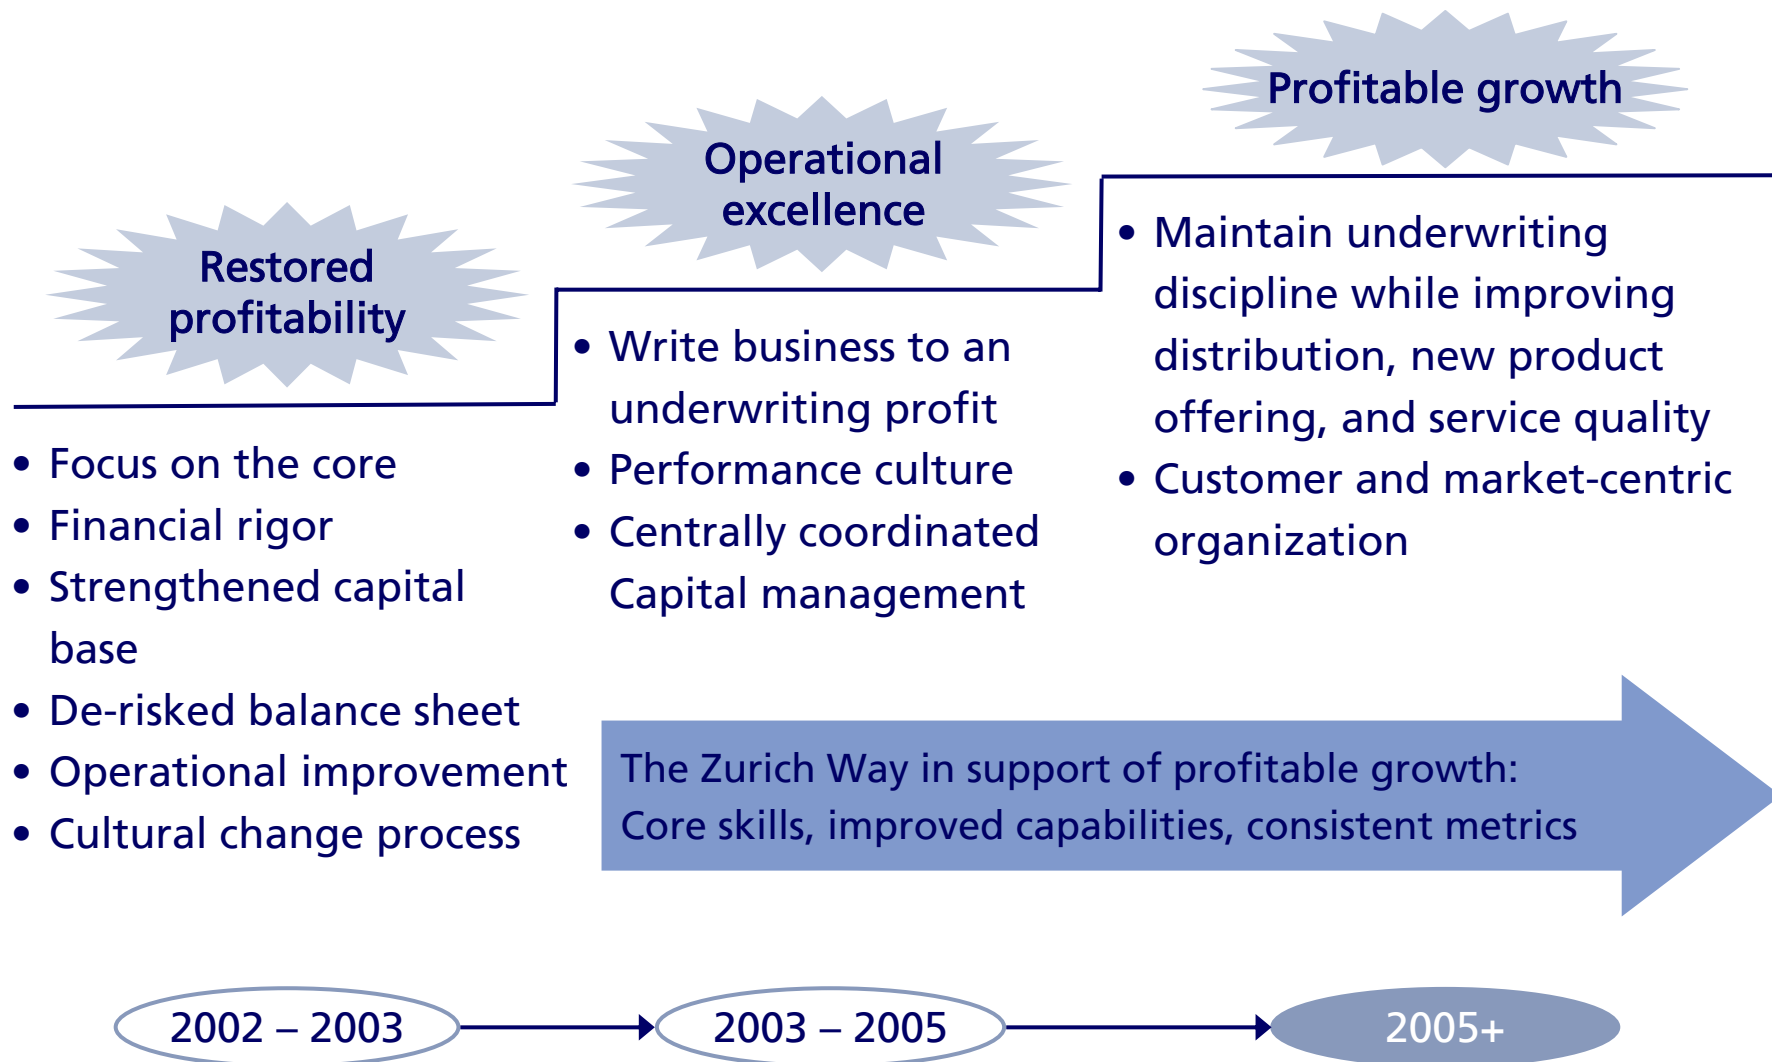 Restored
profitability
• Focus on the core
• Financial rigor
• Strengthened capital
base
• De-risked balance sheet
• Operational improvement
• Cultural change process
Operational
excellence
• Write business to an
underwriting profit
• Performance culture
• Centrally coordinated
Capital management
Profitable growth
• Maintain underwriting
discipline while improving
distribution, new product
offering, and service quality
• Customer and market-centric
organization
The Zurich Way in support of profitable growth:
Core skills, improved capabilities, consistent metrics
2002 – 2003
2003 – 2005
2005+